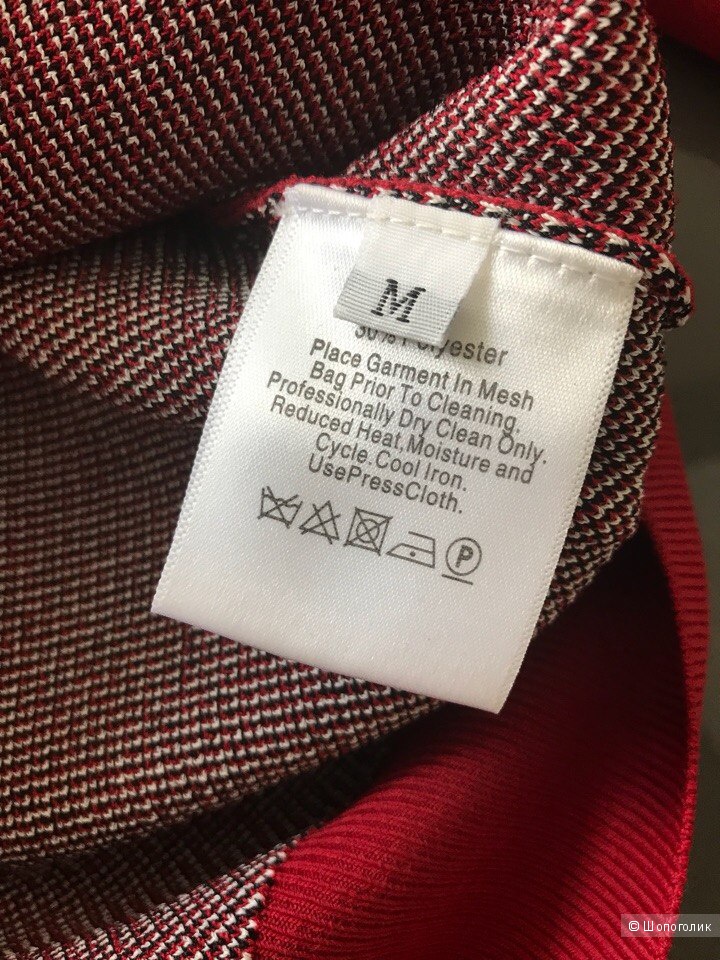 M
Polyester
Place Garment In Mesh
Bag Prior To Cleaning.
Professionally Dry Clean Only.
Reduced Heat.Moisture and
Cycle.Cool Iron.
UsePressCloth.
P
© Шопоголик